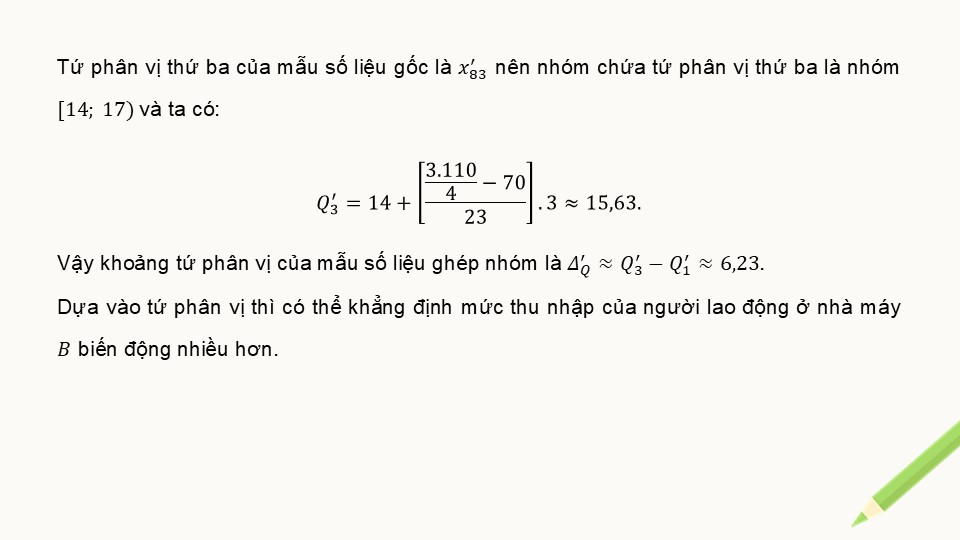 Tứ phân vị thứ ba của mẫu số liệu gốc là 𝑥′₈₃ nên nhóm chứa tứ phân vị thứ ba là nhóm
[14; 17) và ta có:
𝑄′₃ = 14 + [(3.110/4 − 70)/23] . 3 ≈ 15,63.
Vậy khoảng tứ phân vị của mẫu số liệu ghép nhóm là 𝛥′_𝑄 ≈ 𝑄′₃ − 𝑄′₁ ≈ 6,23.
Dựa vào tứ phân vị thì có thể khẳng định mức thu nhập của người lao động ở nhà máy
𝐵 biến động nhiều hơn.